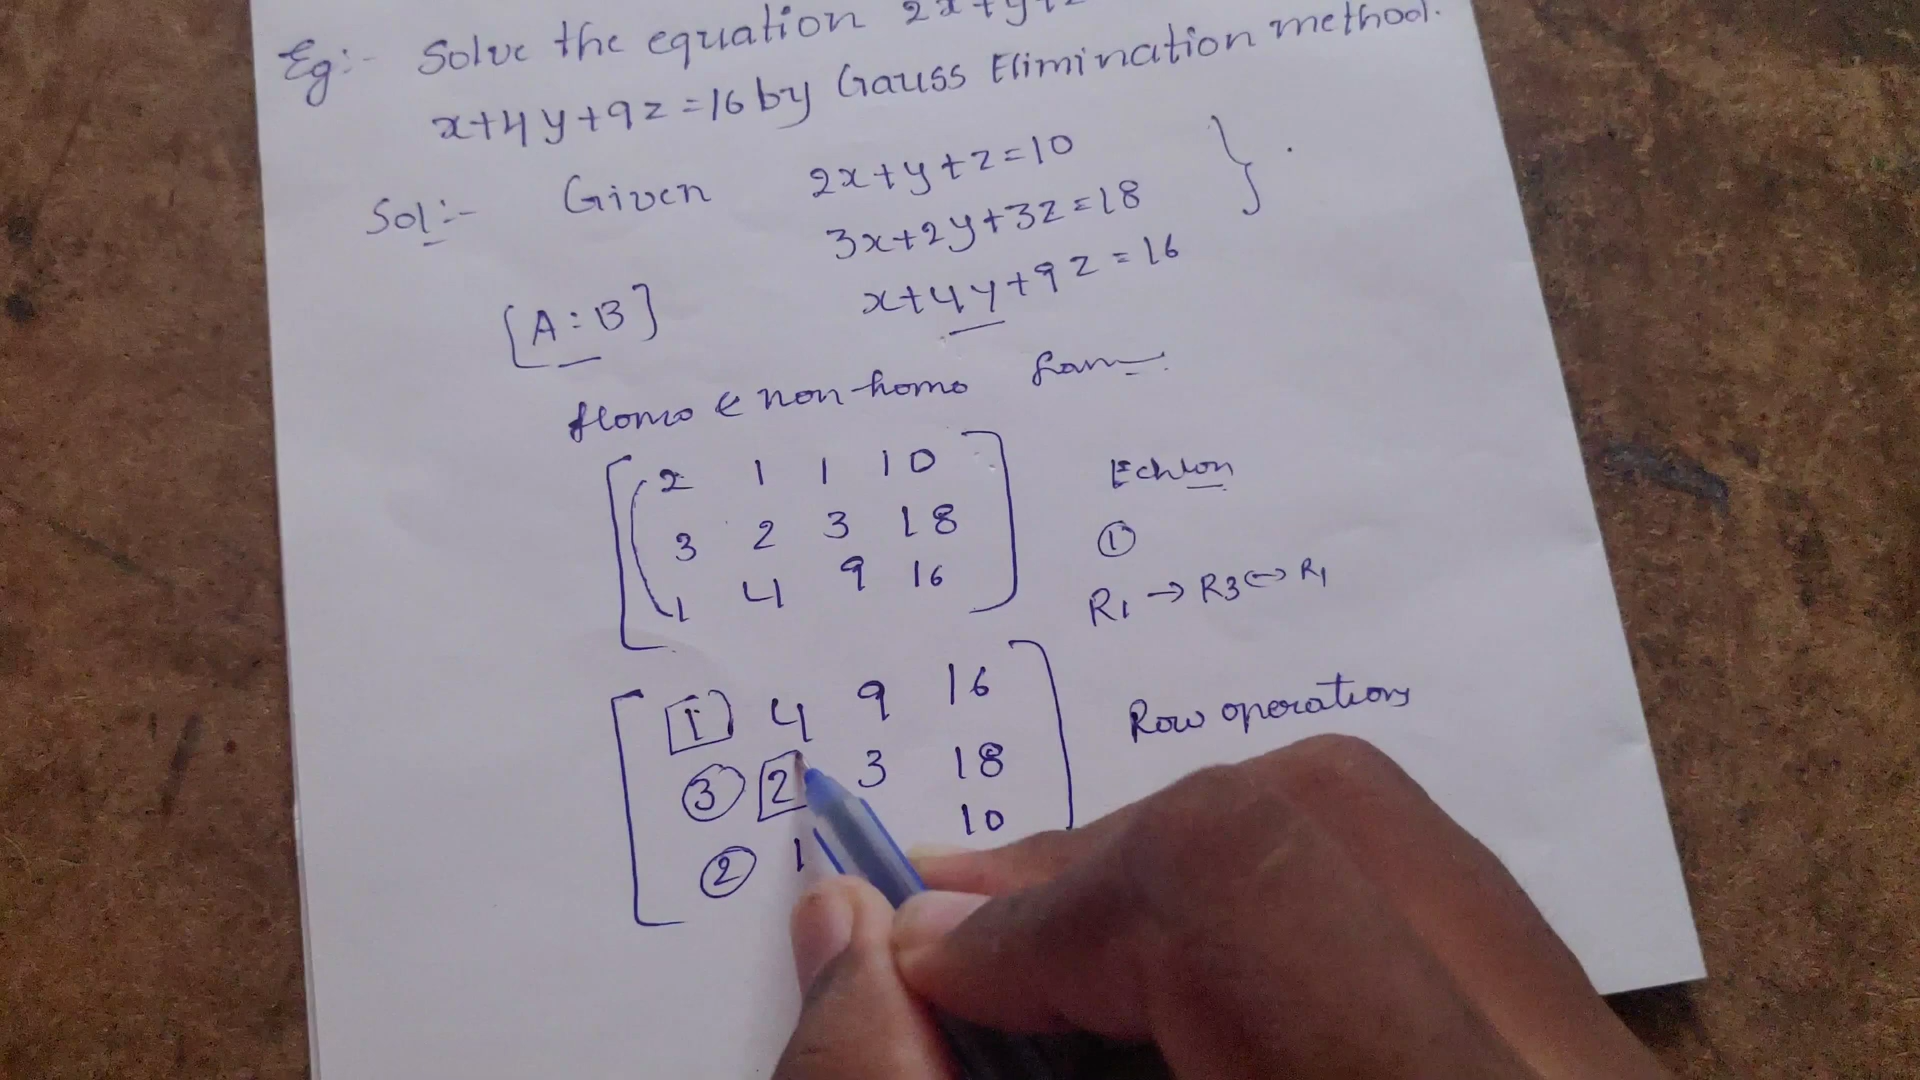 Eg:- Solve the equation 2x+y+z
x+4y+9z=16 by Gauss Elimination method.
Sol:- Given 2x+y+z=10
3x+2y+3z=18
x+4y+9z=16
[A:B]
Homo & non-homo
2 1 1 10
3 2 3 18
1 4 9 16
Echlon
①
R1 → R3 ↔ R1
1 4 9 16
③ 2 3 18
② 1 10
Row operations